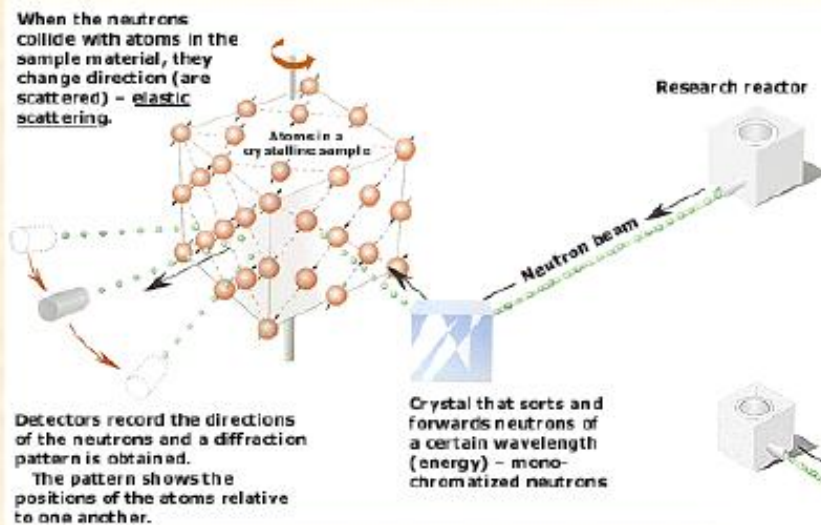 When the neutrons
collide with atoms in the
sample material, they
change direction (are
scattered) – elastic
scattering.
Atoms in a
crystalline sample
Research reactor
Neutron beam
Detectors record the directions
of the neutrons and a diffraction
pattern is obtained.
The pattern shows the
positions of the atoms relative
to one another.
Crystal that sorts and
forwards neutrons of
a certain wavelength
(energy) – mono-
chromatized neutrons